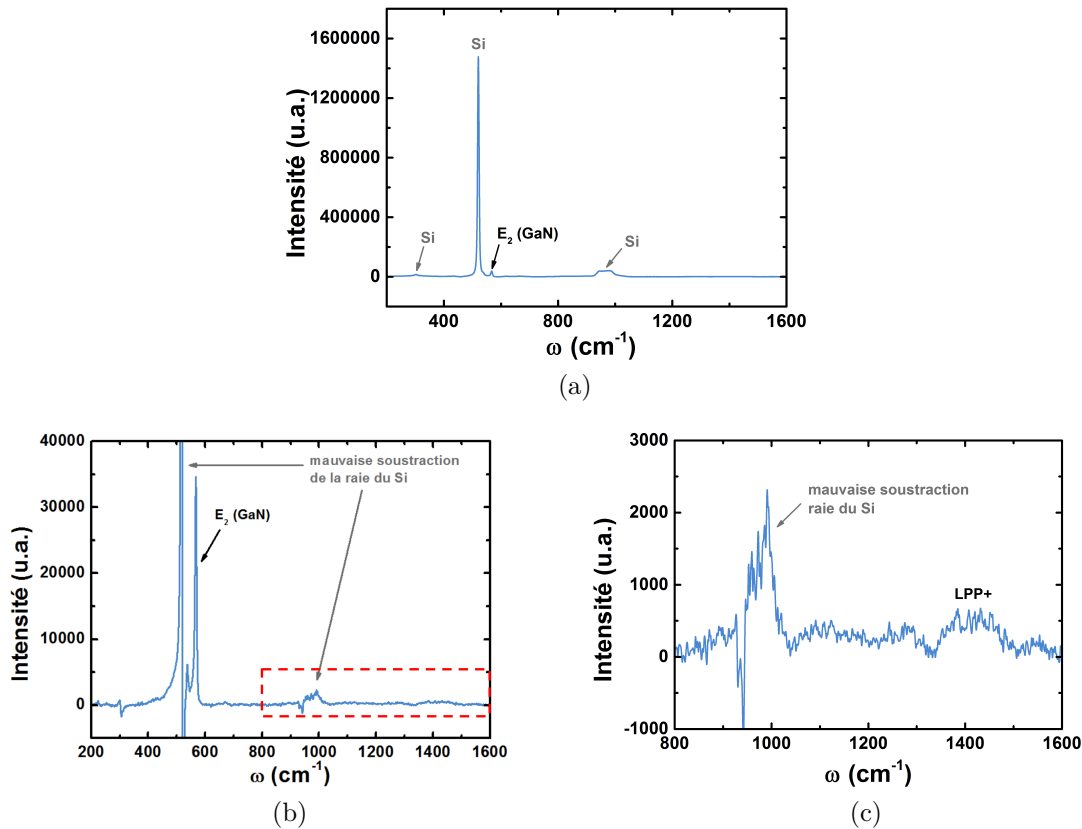 1600000
1200000
800000
400000
0
Intensité (u.a.)
Si
Si
E2 (GaN)
Si
400
800
1200
1600
ω (cm-1)
(a)
40000
30000
20000
10000
0
Intensité (u.a.)
mauvaise soustraction
de la raie du Si
E2 (GaN)
200
400
600
800
1000
1200
1400
1600
ω (cm-1)
(b)
3000
2000
1000
0
-1000
Intensité (u.a.)
mauvaise soustraction
raie du Si
LPP+
800
1000
1200
1400
1600
ω (cm-1)
(c)